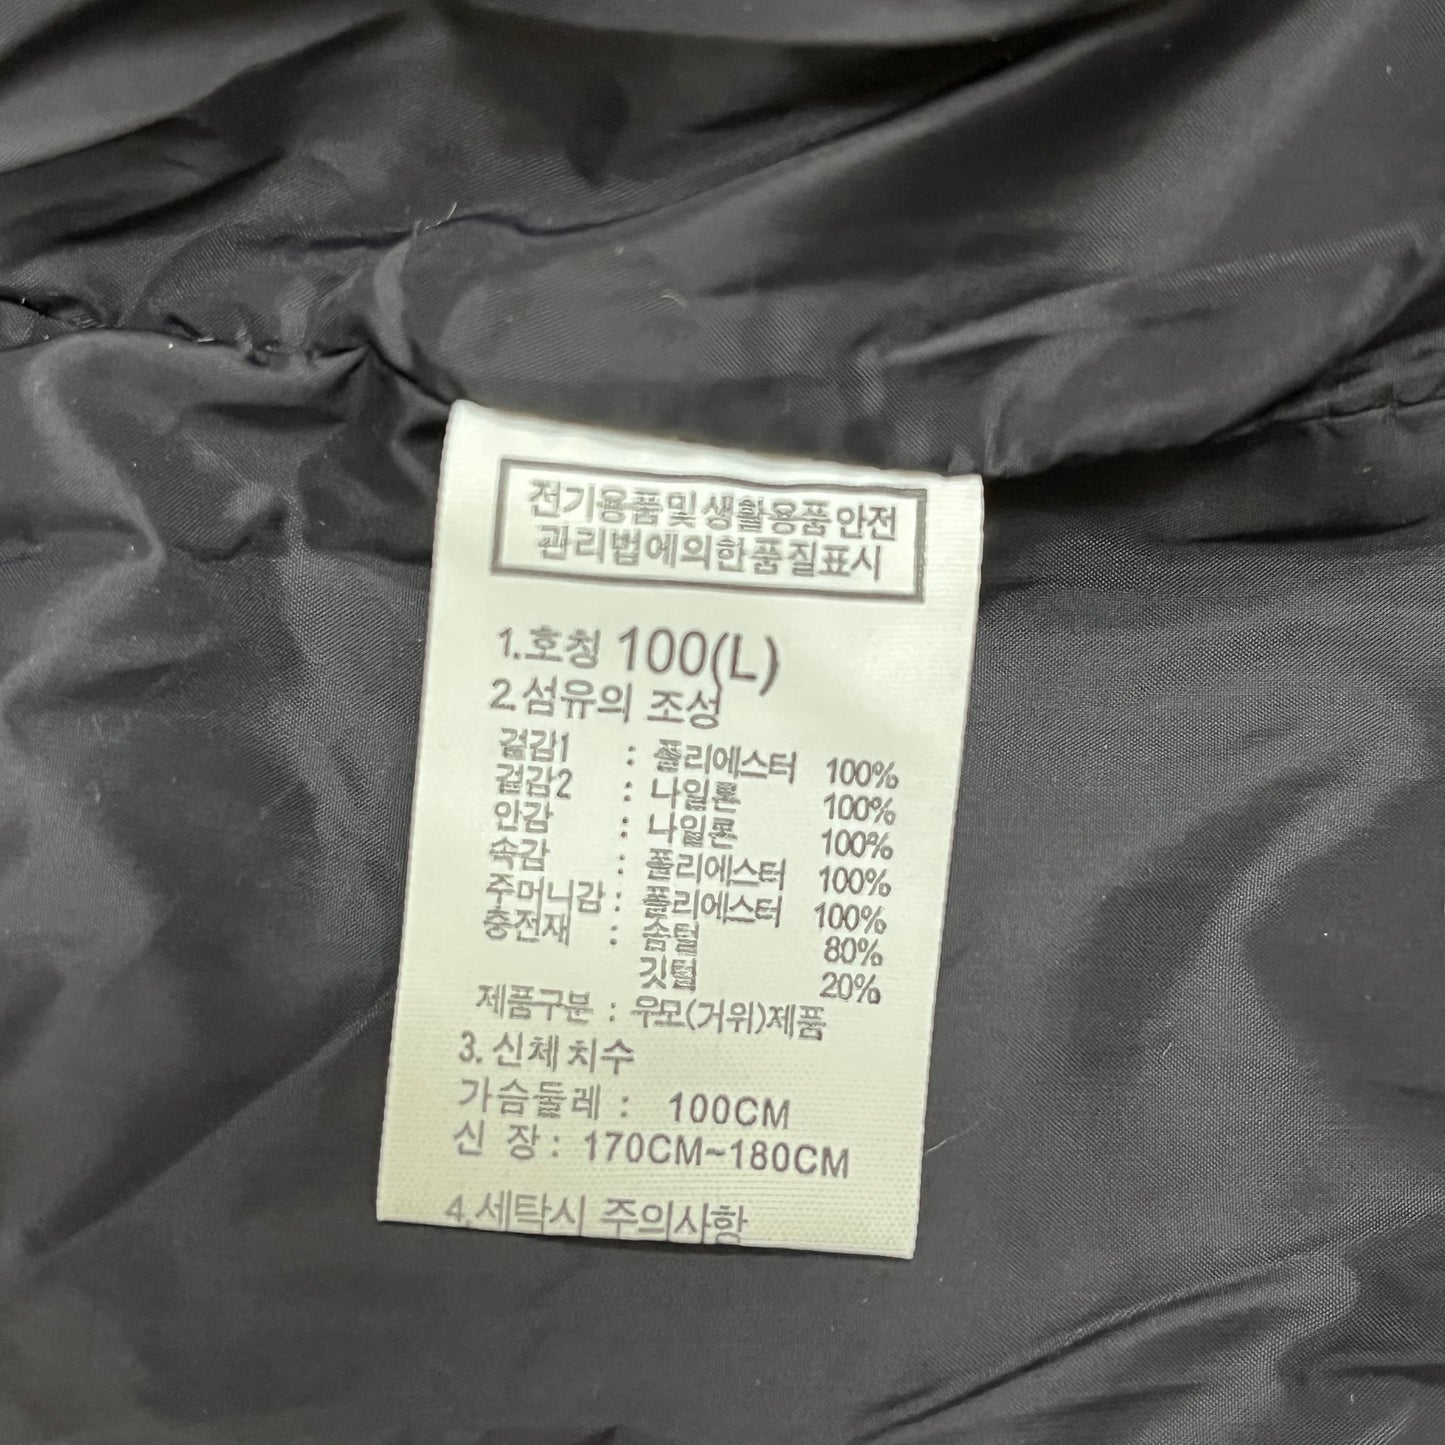 전기용품및생활용품안전
관리법에의한품질표시
1.호칭 100(L)
2.섬유의 조성
겉감1 : 폴리에스터 100%
겉감2 : 나일론 100%
안감 : 나일론 100%
속감 : 폴리에스터 100%
주머니감 : 폴리에스터 100%
충전재 : 솜털 80%
깃털 20%
제품구분 : 우모(거위)제품
3. 신체 치수
가슴둘레 : 100CM
신 장 : 170CM~180CM
4.세탁시 주의사항